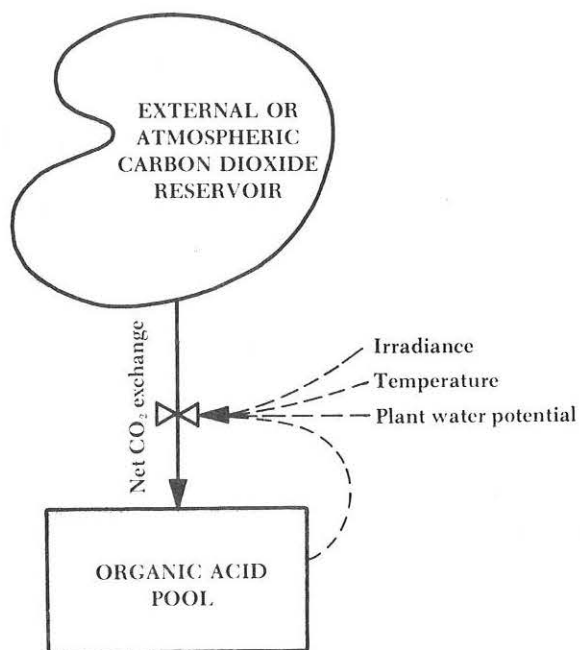 EXTERNAL OR
ATMOSPHERIC
CARBON DIOXIDE
RESERVOIR
Net CO₂ exchange
Irradiance
Temperature
Plant water potential
ORGANIC ACID
POOL